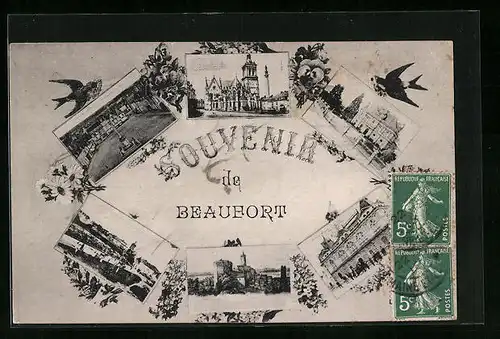 SOUVENIR
de
BEAUFORT
REPUBLIQUE FRANÇAISE
5c
POSTES
REPUBLIQUE FRANÇAISE
5c
POSTES